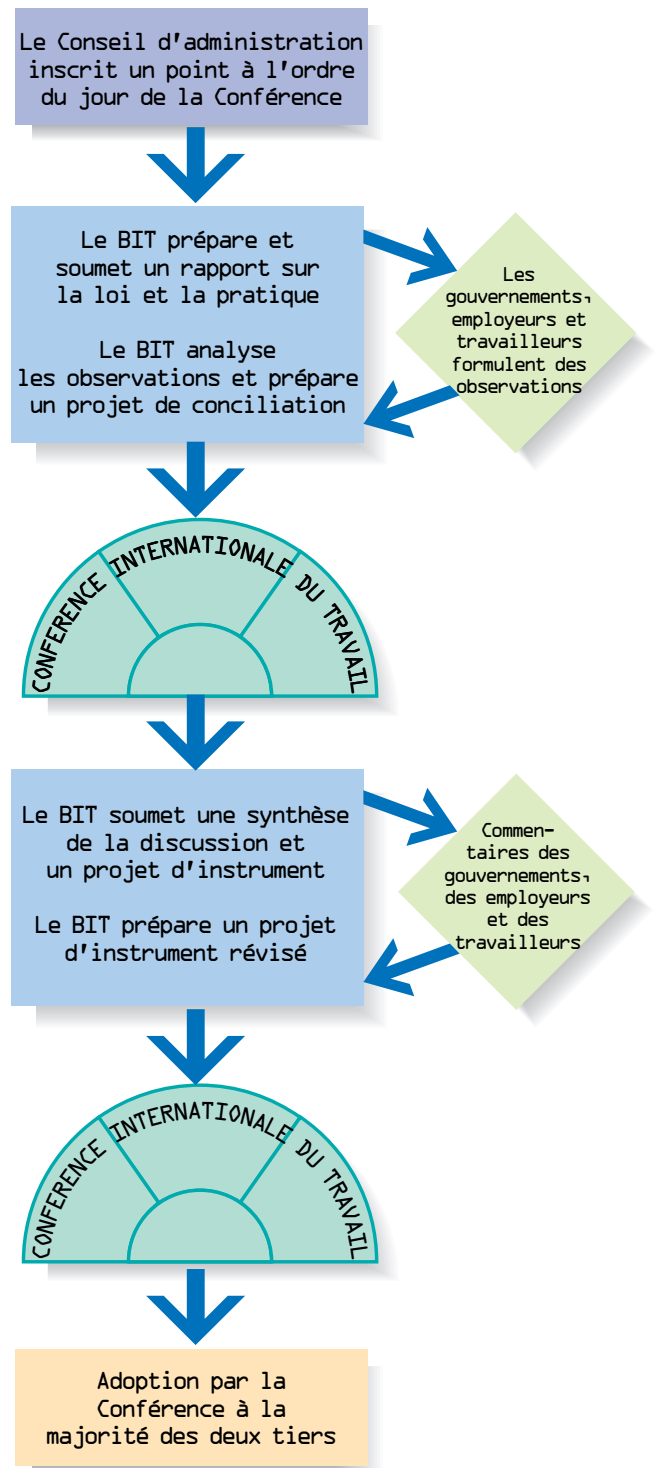 Le Conseil d'administration
inscrit un point à l'ordre
du jour de la Conférence
Le BIT prépare et
soumet un rapport sur
la loi et la pratique
Le BIT analyse
les observations et prépare
un projet de conciliation
Les
gouvernements,
employeurs et
travailleurs
formulent des
observations
CONFERENCE INTERNATIONALE DU TRAVAIL
Le BIT soumet une synthèse
de la discussion et
un projet d'instrument
Le BIT prépare un projet
d'instrument révisé
Commen-
taires des
gouvernements,
des employeurs
et des
travailleurs
CONFERENCE INTERNATIONALE DU TRAVAIL
Adoption par la
Conférence à la
majorité des deux tiers